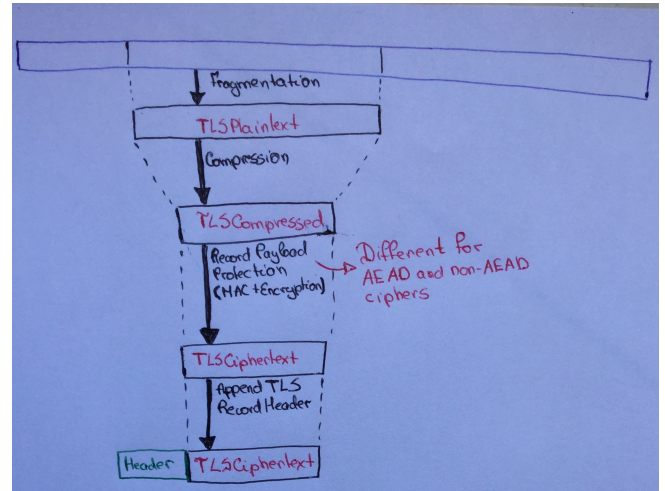 Fragmentation
TLSPlaintext
Compression
TLSCompressed
Record Payload
Protection
(MAC+Encryption)
Different for
AEAD and non-AEAD
ciphers
TLSCiphertext
Append TLS
Record Header
Header
TLSCiphertext